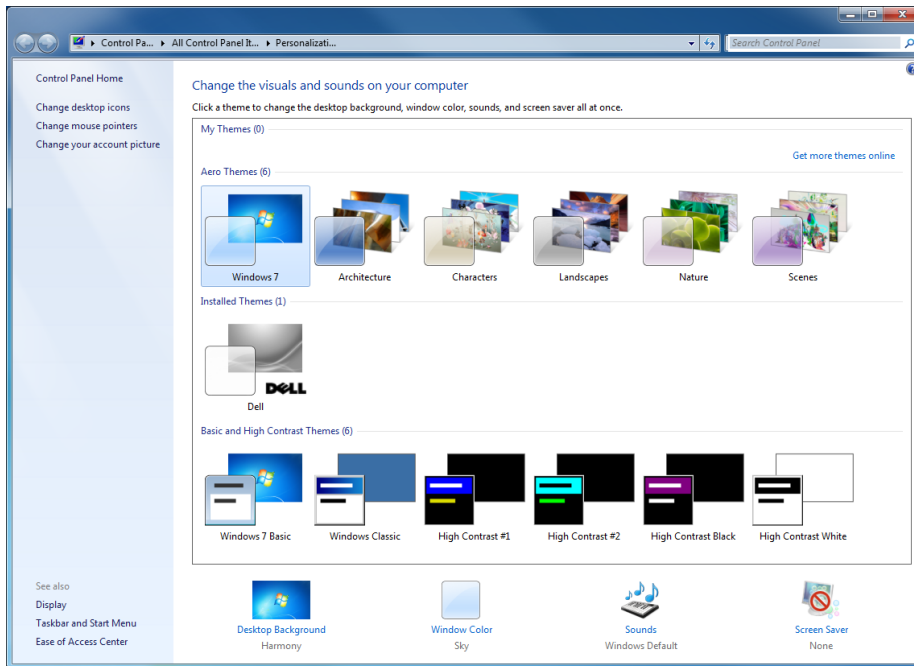 Control Pa... All Control Panel It... Personalizati...
Search Control Panel
Control Panel Home
Change desktop icons
Change mouse pointers
Change your account picture
Change the visuals and sounds on your computer
Click a theme to change the desktop background, window color, sounds, and screen saver all at once.
My Themes (0)
Get more themes online
Aero Themes (6)
Windows 7 Architecture Characters Landscapes Nature Scenes
Installed Themes (1)
DELL
Dell
Basic and High Contrast Themes (6)
Windows 7 Basic Windows Classic High Contrast #1 High Contrast #2 High Contrast Black High Contrast White
See also
Display
Taskbar and Start Menu
Ease of Access Center
Desktop Background Window Color Sounds Screen Saver
Harmony Sky Windows Default None